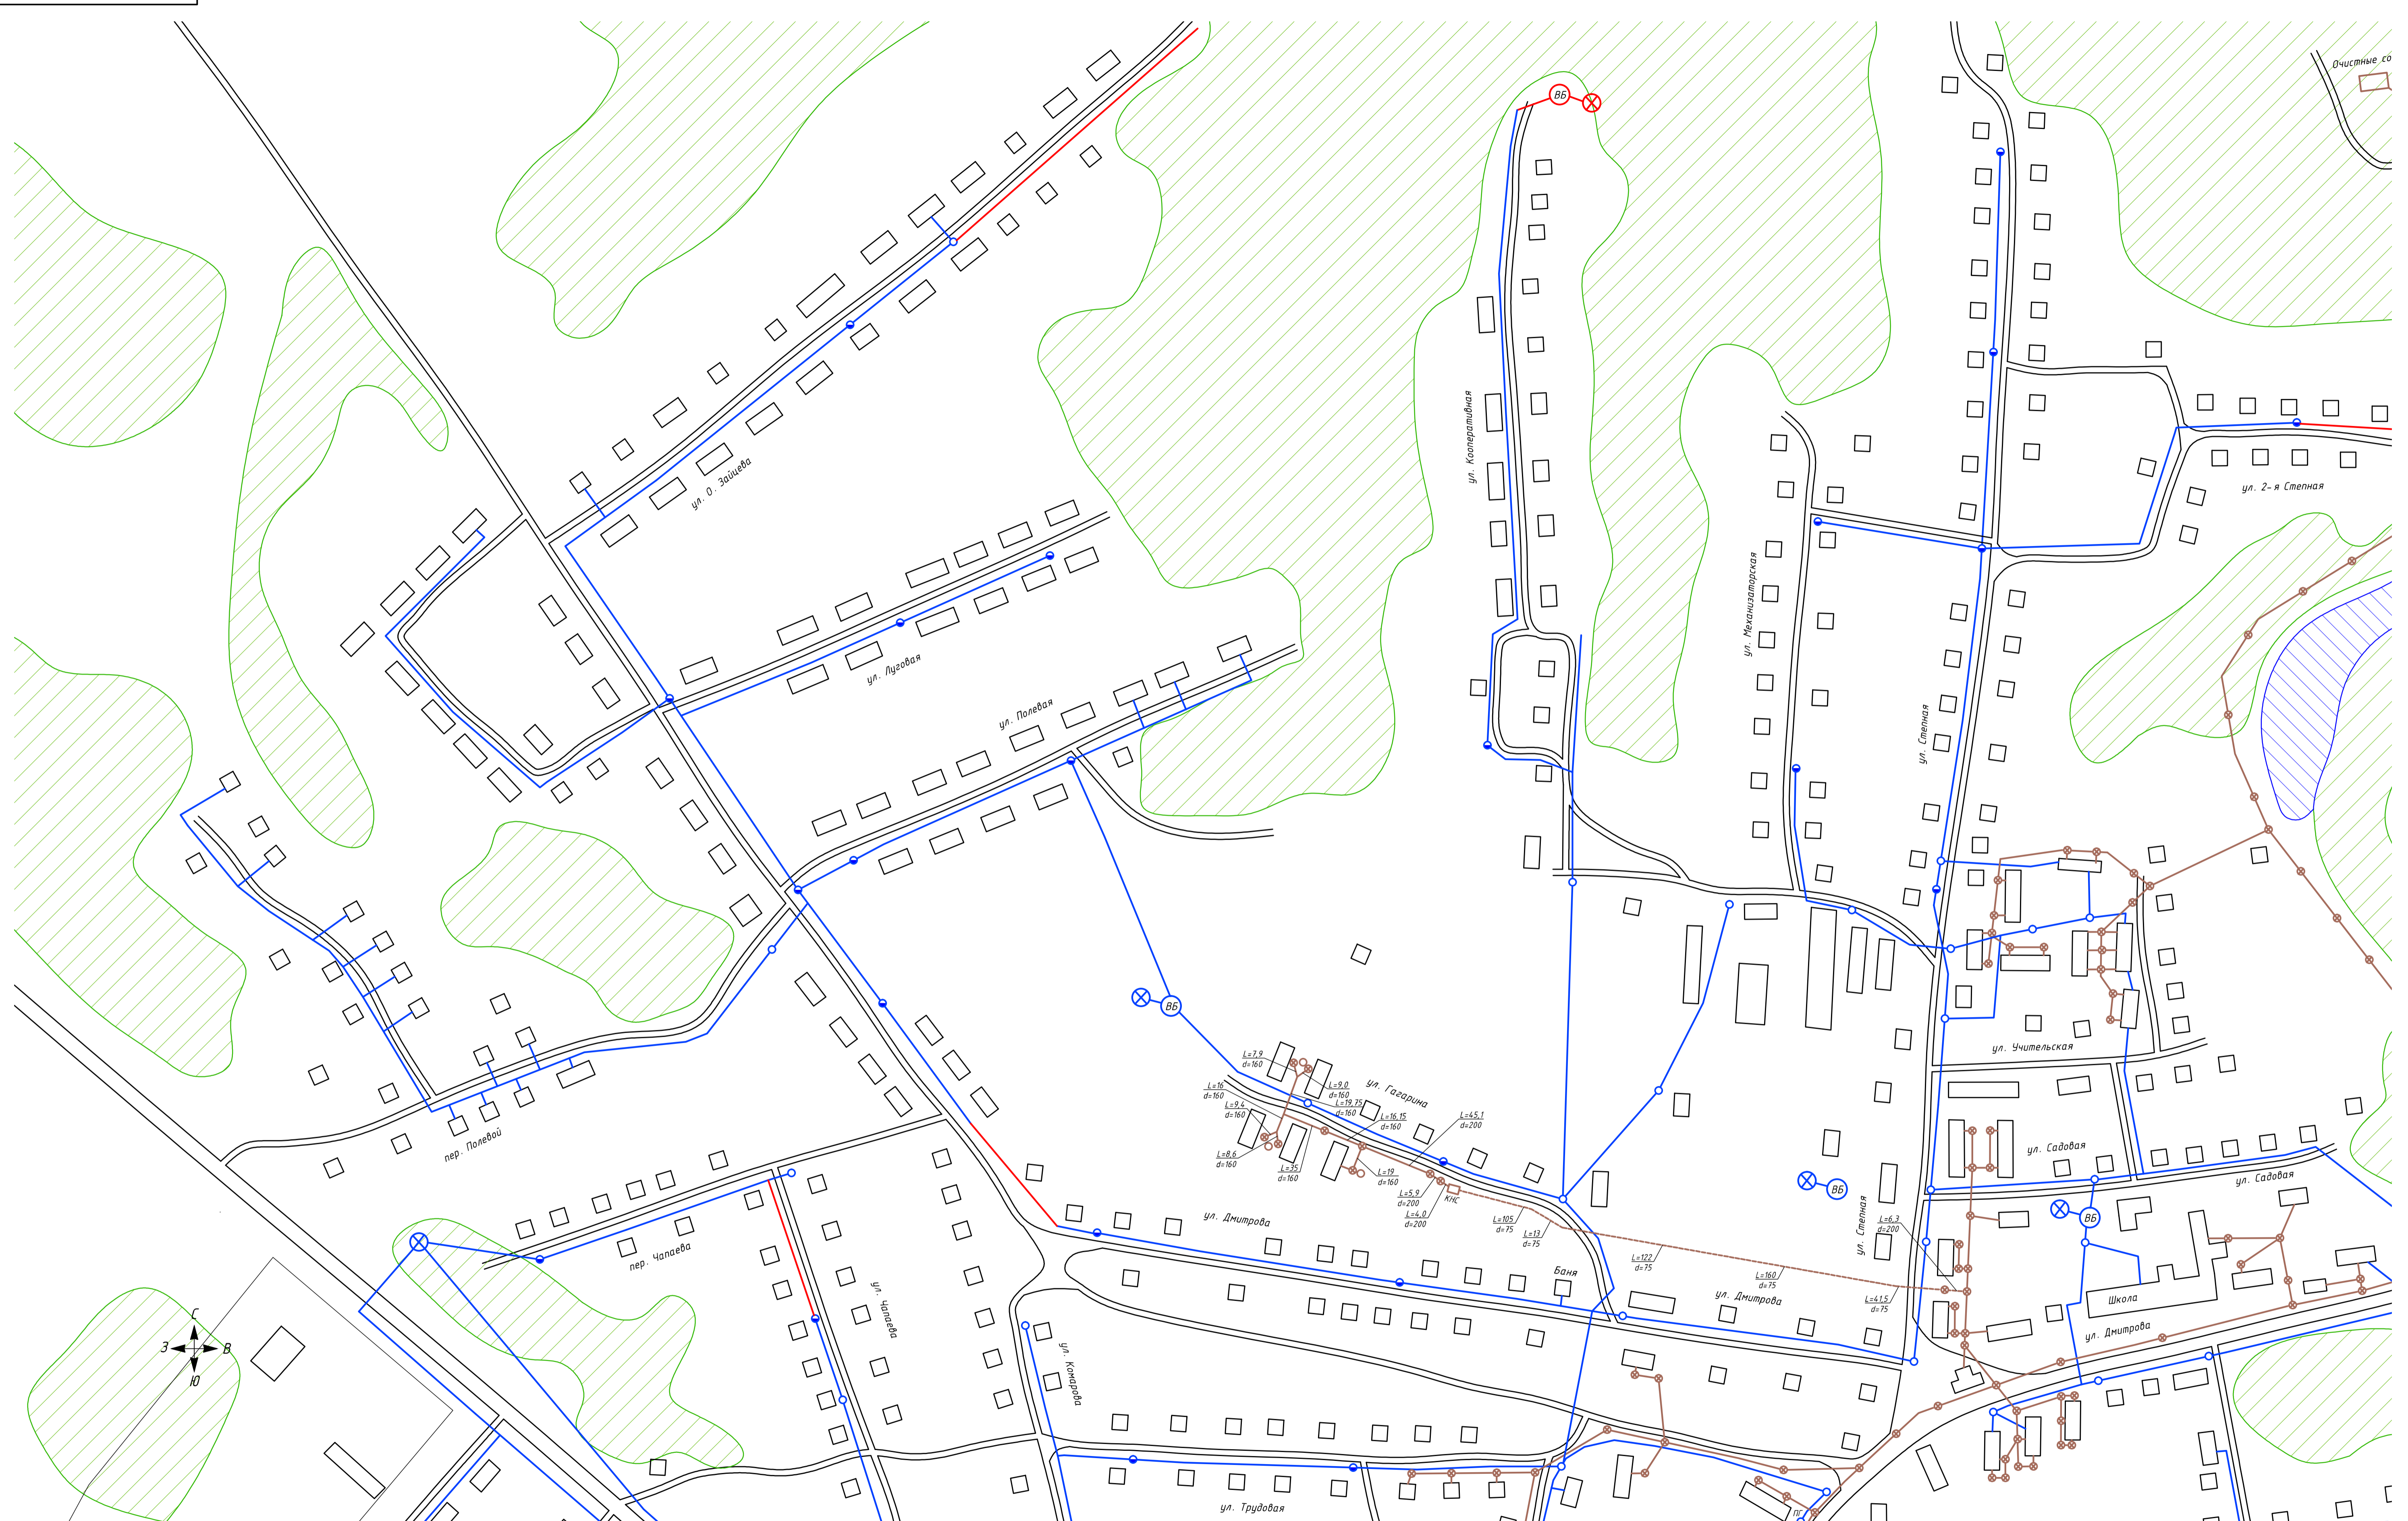 Очистные со
ВБ
ул. Кооперативная
ул. О. Зайцева
ул. 2-я Степная
ул. Механизаторская
ул. Луговая
ул. Полевая
ул. Степная
ВБ
ул. Учительская
L=7,9
d=160
L=9,0
d=160
ул. Гагарина
L=16
d=160
L=19,75
d=160
L=9,4
d=160
L=16,15
d=160
L=45,1
d=200
пер. Полевой
L=8,6
d=160
L=35
d=160
L=19
d=160
L=5,9
d=200
КНС
L=4,0
d=200
ул. Садовая
ул. Садовая
ВБ
ВБ
ул. Дмитрова
L=105
d=75
L=13
d=75
ул. Степная
L=6,3
d=200
пер. Чапаева
L=122
d=75
L=160
d=75
Баня
L=41,5
d=75
ул. Дмитрова
Школа
ул. Чапаева
С
З
В
Ю
ул. Дмитрова
ул. Комарова
ул. Трудовая
ПГ